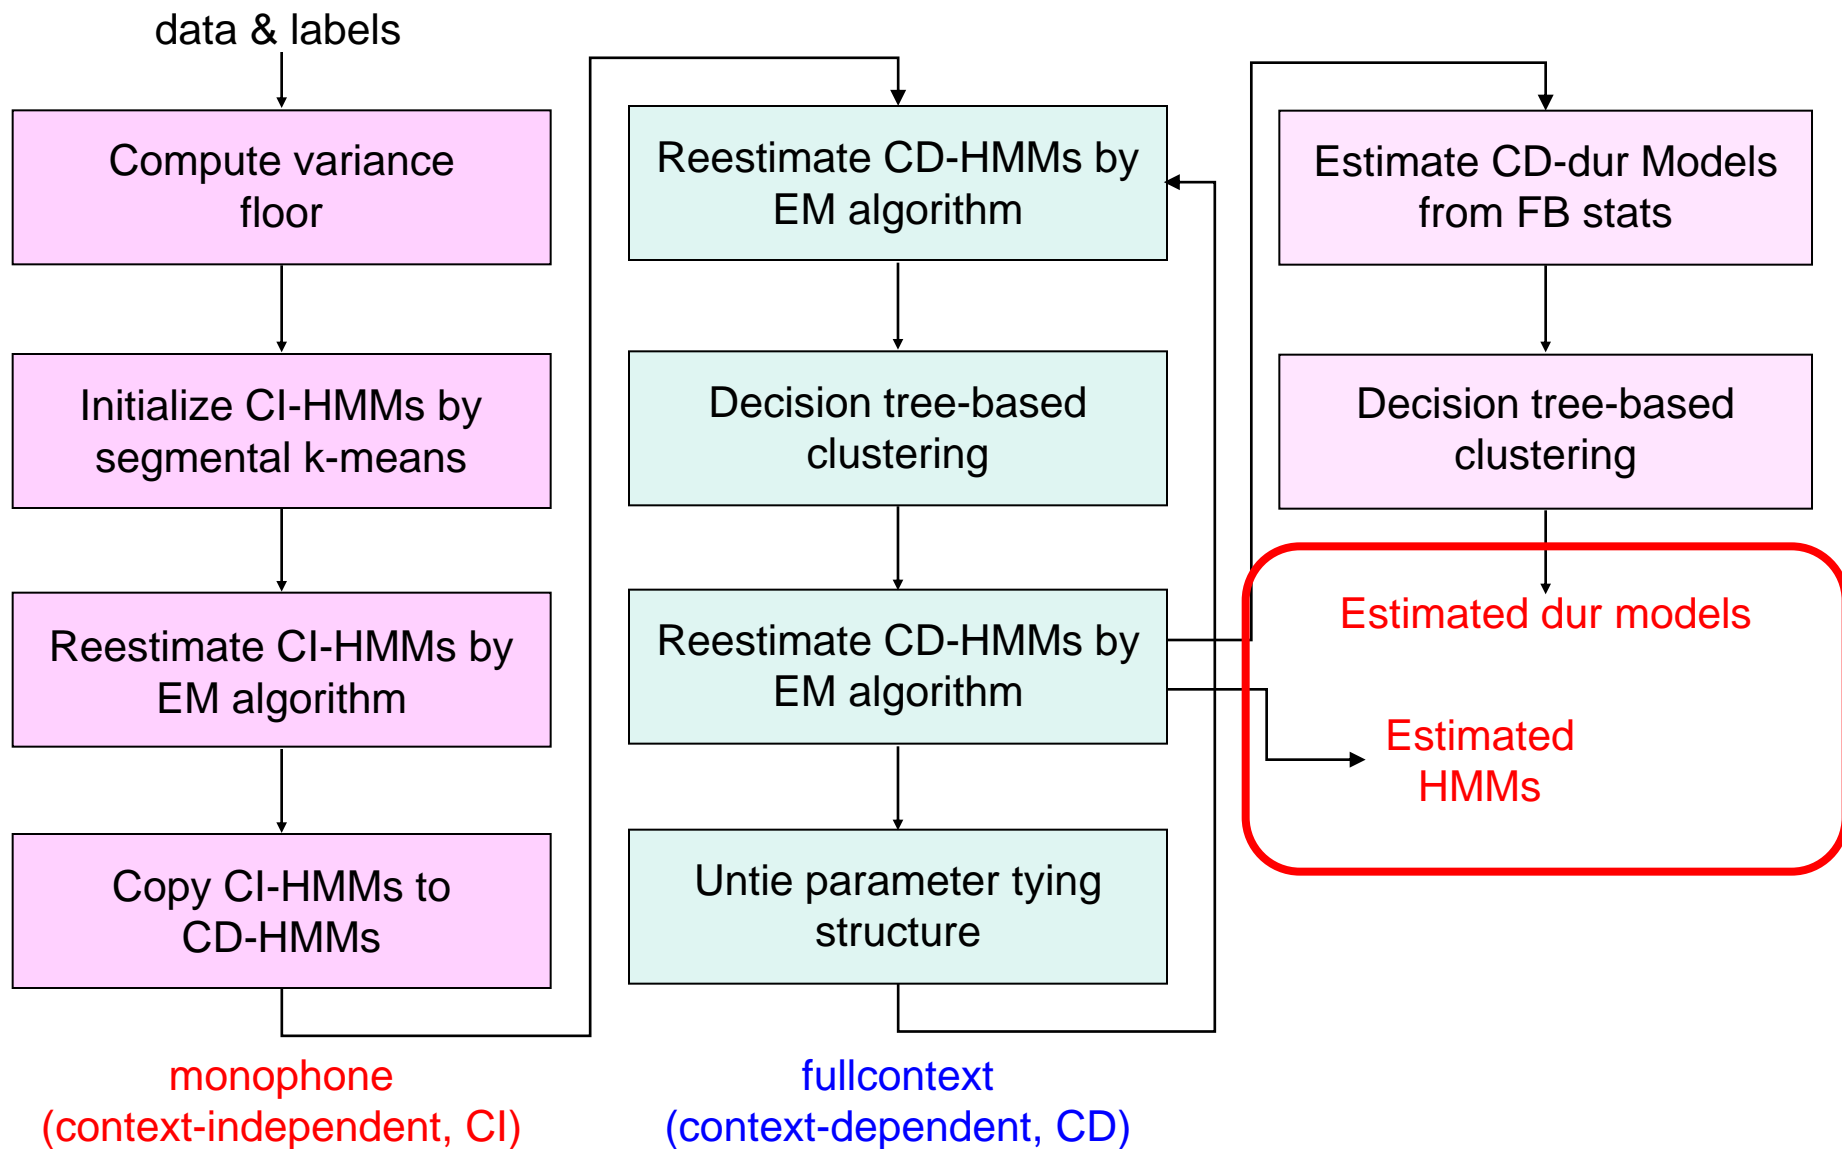 data & labels
Compute variance
floor
Initialize CI-HMMs by
segmental k-means
Reestimate CI-HMMs by
EM algorithm
Copy CI-HMMs to
CD-HMMs
monophone
(context-independent, CI)
Reestimate CD-HMMs by
EM algorithm
Decision tree-based
clustering
Reestimate CD-HMMs by
EM algorithm
Untie parameter tying
structure
fullcontext
(context-dependent, CD)
Estimate CD-dur Models
from FB stats
Decision tree-based
clustering
Estimated dur models
Estimated
HMMs